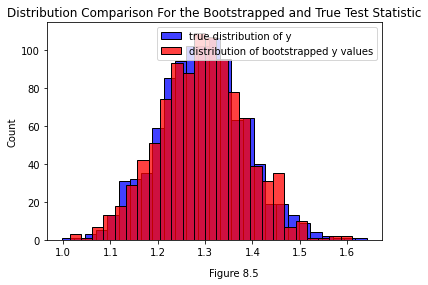 Distribution Comparison For the Bootstrapped and True Test Statistic
true distribution of y
distribution of bootstrapped y values
Count
100
80
60
40
20
0
1.0 1.1 1.2 1.3 1.4 1.5 1.6
Figure 8.5